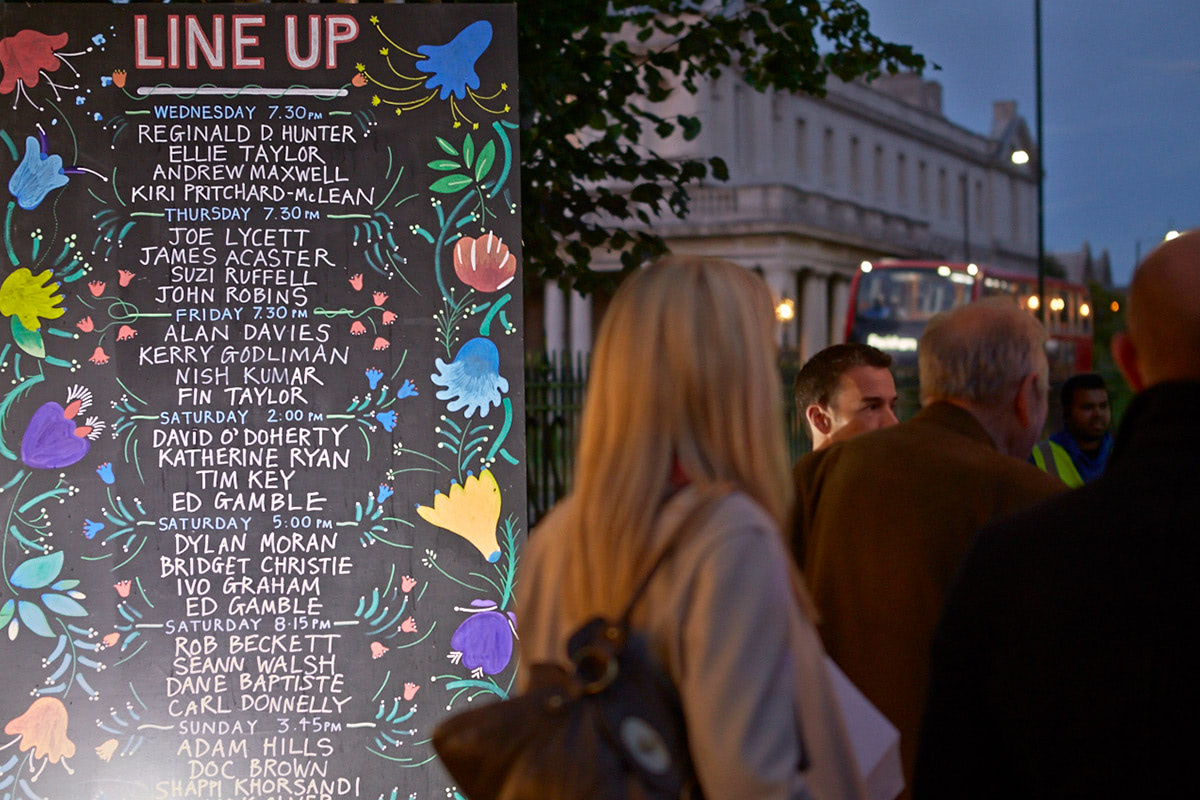 LINE UP
WEDNESDAY 7.30PM
REGINALD D HUNTER
ELLIE TAYLOR
ANDREW MAXWELL
KIRI PRITCHARD-McLEAN
THURSDAY 7.30PM
JOE LYCETT
JAMES ACASTER
SUZI RUFFELL
JOHN ROBINS
FRIDAY 7.30PM
ALAN DAVIES
KERRY GODLIMAN
NISH KUMAR
FIN TAYLOR
SATURDAY 2:00PM
DAVID O'DOHERTY
KATHERINE RYAN
TIM KEY
ED GAMBLE
SATURDAY 5:00PM
DYLAN MORAN
BRIDGET CHRISTIE
IVO GRAHAM
ED GAMBLE
SATURDAY 8.15PM
ROB BECKETT
SEANN WALSH
DANE BAPTISTE
CARL DONNELLY
SUNDAY 3.45PM
ADAM HILLS
DOC BROWN
SHAPPI KHORSANDI